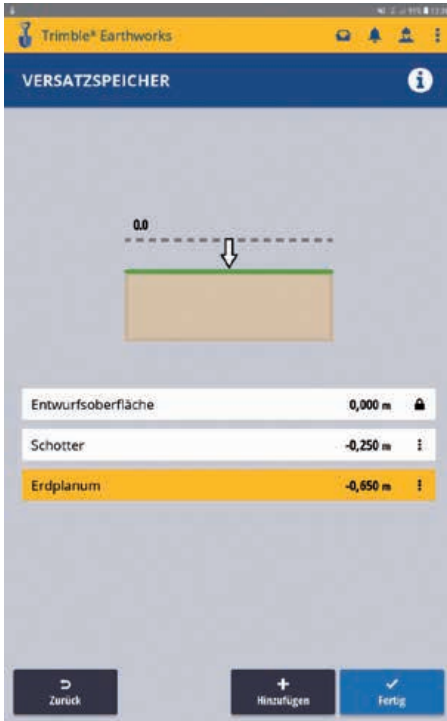 Trimble® Earthworks
VERSATZSPEICHER
0.0
Entwurfsoberfläche 0,000 m
Schotter -0,250 m
Erdplanum -0,650 m
Zurück
Hinzufügen
Fertig